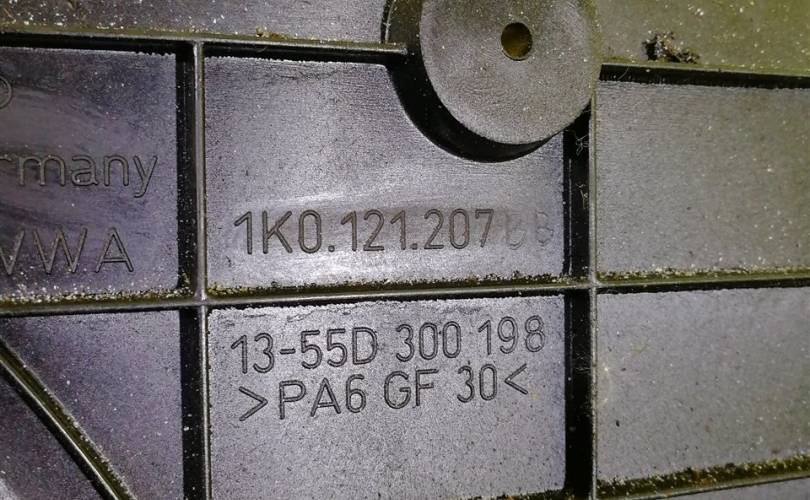 rmany
VWA
1K0.121.207
13-55D 300 198
>PA6 GF 30<